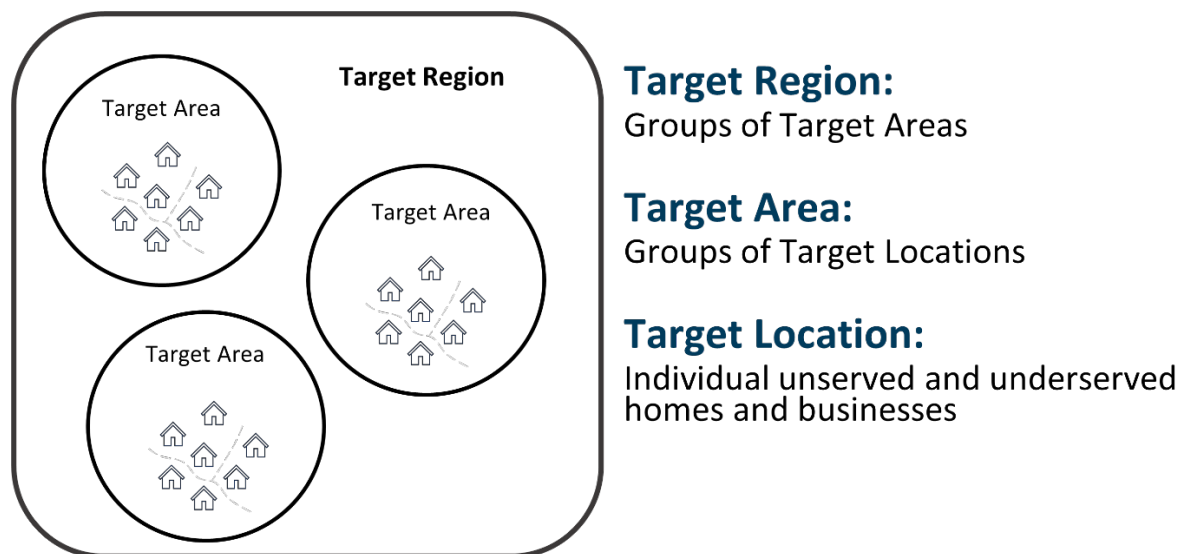 Target Region
Target Area
Target Area
Target Area
Target Region:
Groups of Target Areas
Target Area:
Groups of Target Locations
Target Location:
Individual unserved and underserved
homes and businesses